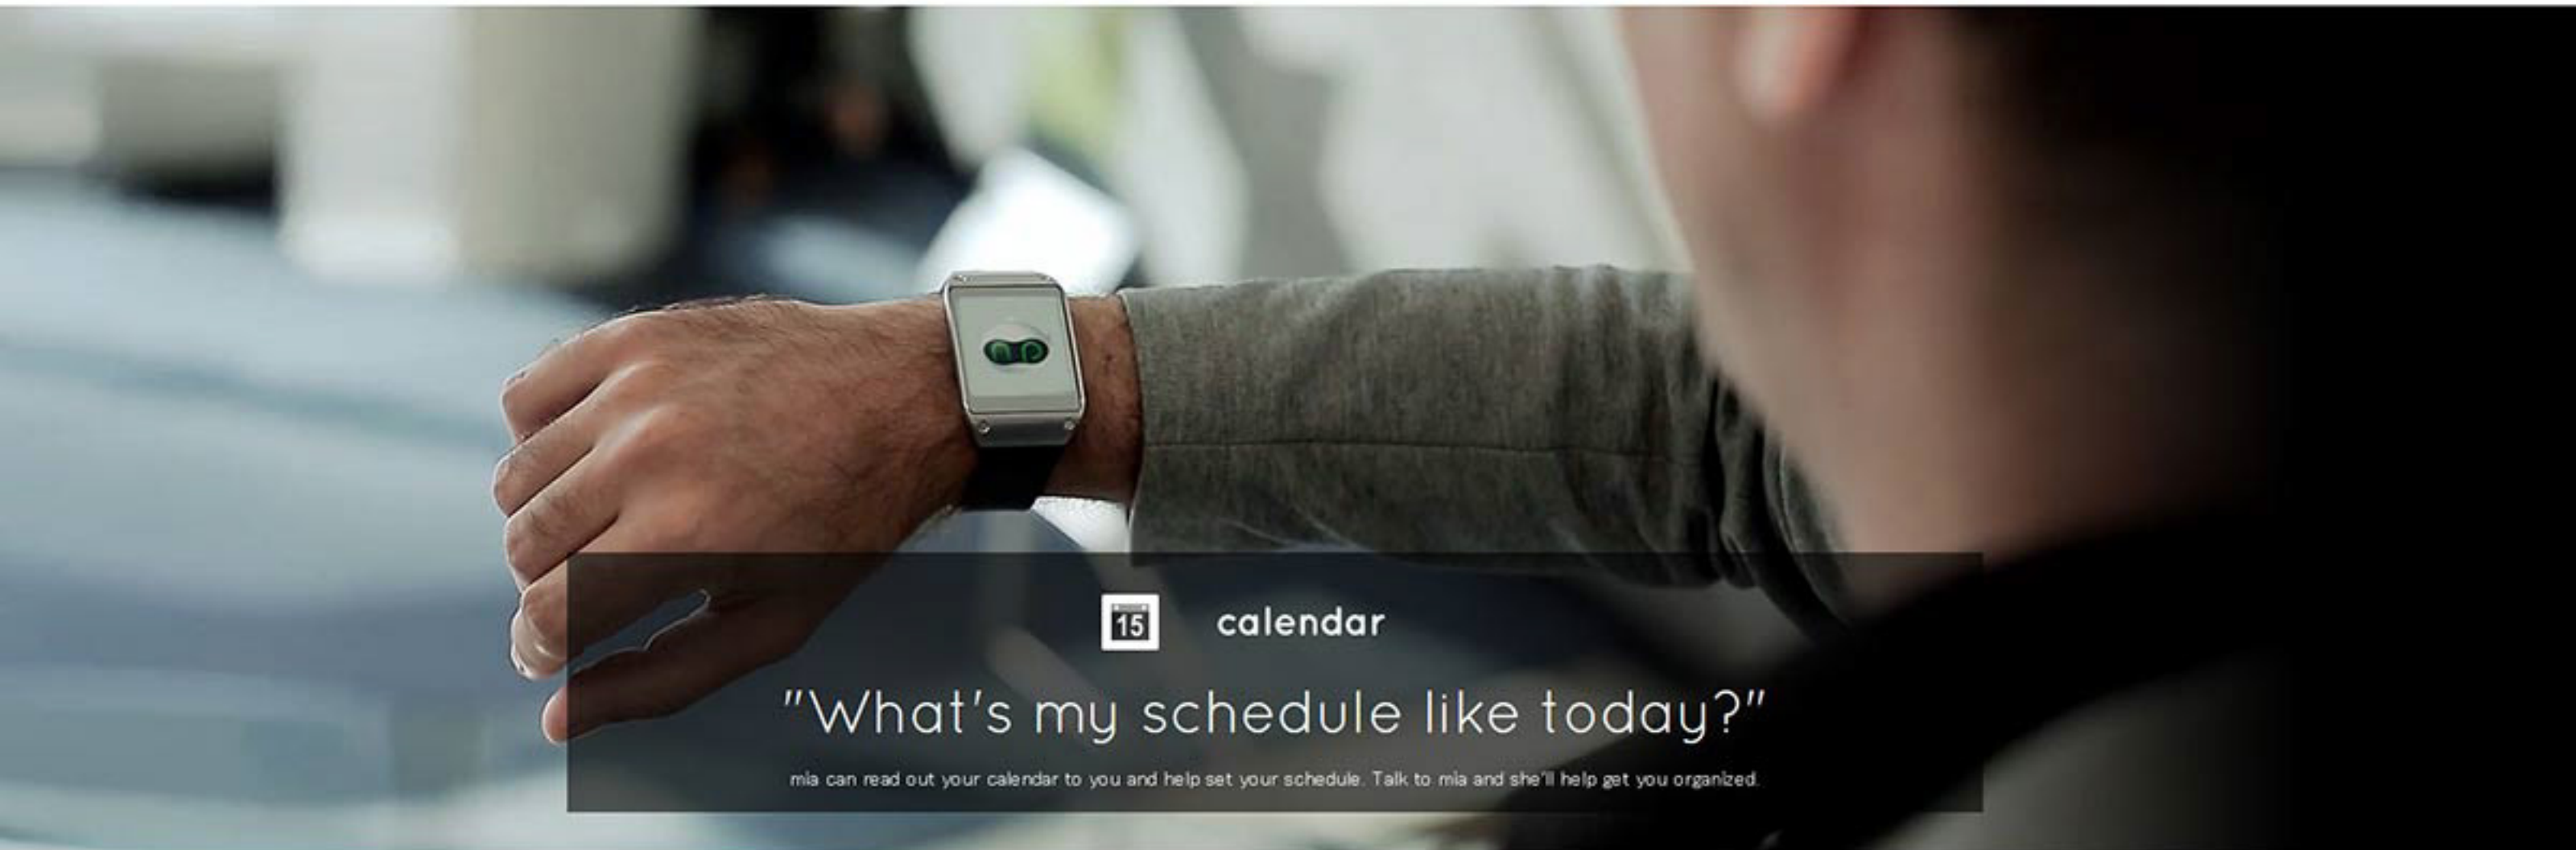 15
calendar
"What's my schedule like today?"
mia can read out your calendar to you and help set your schedule. Talk to mia and she'll help get you organized.